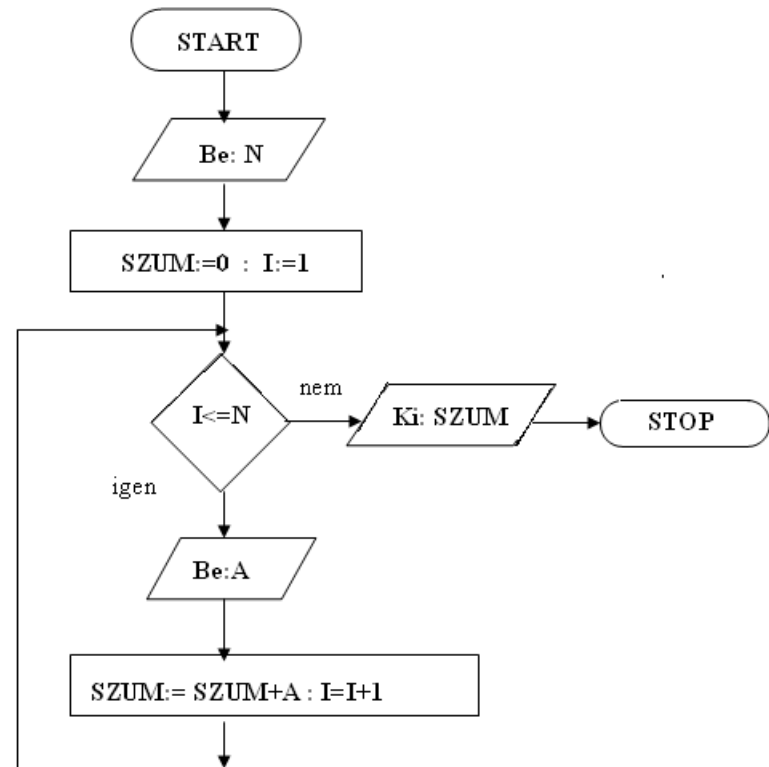 START
Be: N
SZUM:=0 : I:=1
I<=N
nem
Ki: SZUM
STOP
igen
Be:A
SZUM:= SZUM+A : I=I+1